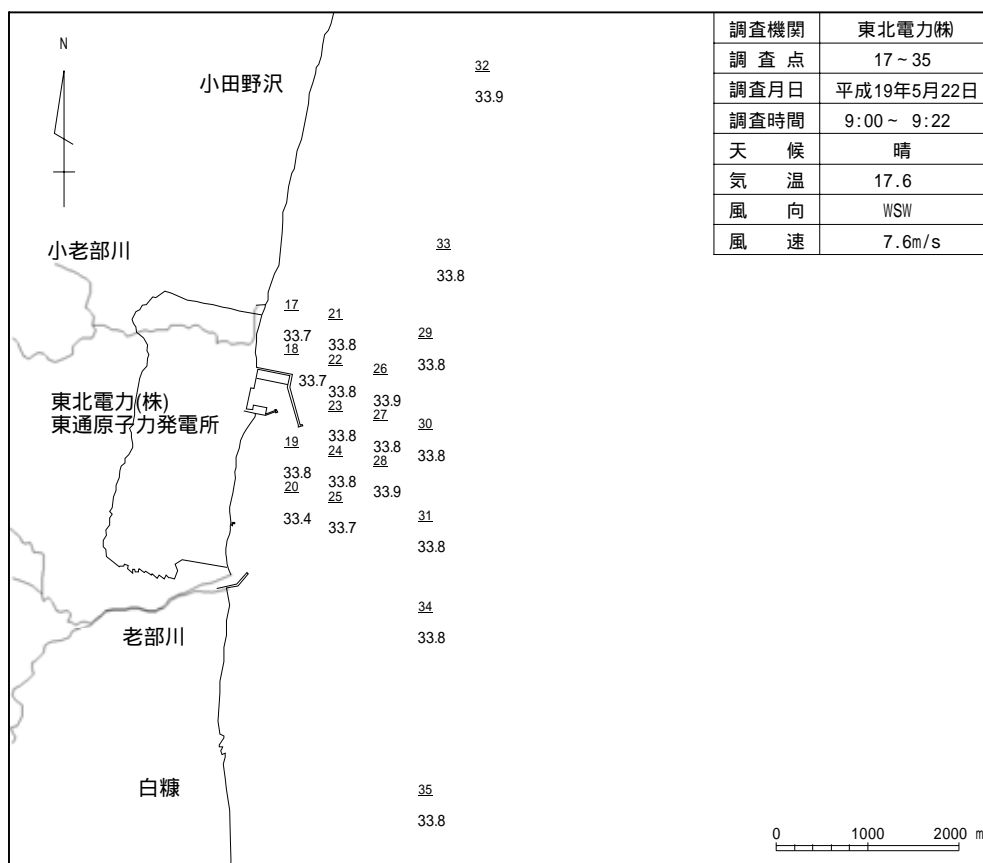 N
小田野沢
32
33.9
調査機関 東北電力㈱
調査点 17~35
調査月日 平成19年5月22日
調査時間 9:00~ 9:22
天候 晴
気温 17.6
風向 WSW
風速 7.6m/s
小老部川
33
33.8
17
33.7
21
33.8
29
33.8
18
33.7
22
33.8
26
33.9
東北電力(株)
東通原子力発電所
23
33.8
27
33.8
30
33.8
19
33.8
24
33.8
28
33.9
20
33.4
25
33.7
31
33.8
34
33.8
老部川
白糠
35
33.8
0 1000 2000 m